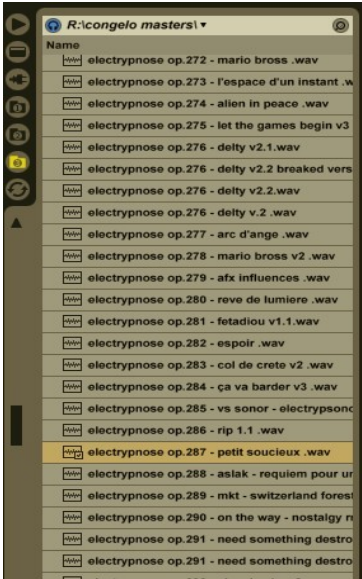 R:\congelo masters\
Name
electrypnose op.272 - mario bross .wav
electrypnose op.273 - l'espace d'un instant .w
electrypnose op.274 - alien in peace .wav
electrypnose op.275 - let the games begin v3
electrypnose op.276 - delty v2.1.wav
electrypnose op.276 - delty v2.2 breaked vers
electrypnose op.276 - delty v2.2.wav
electrypnose op.276 - delty v.2 .wav
electrypnose op.277 - arc d'ange .wav
electrypnose op.278 - mario bross v2 .wav
electrypnose op.279 - afx influences .wav
electrypnose op.280 - reve de lumiere .wav
electrypnose op.281 - fetadiou v1.1.wav
electrypnose op.282 - espoir .wav
electrypnose op.283 - col de crete v2 .wav
electrypnose op.284 - ça va barder v3 .wav
electrypnose op.285 - vs sonor - electrypsono
electrypnose op.286 - rip 1.1 .wav
electrypnose op.287 - petit soucieux .wav
electrypnose op.288 - aslak - requiem pour un
electrypnose op.289 - mkt - switzerland forest
electrypnose op.290 - on the way - nostalgy
electrypnose op.291 - need something destro
electrypnose op.291 - need something destro